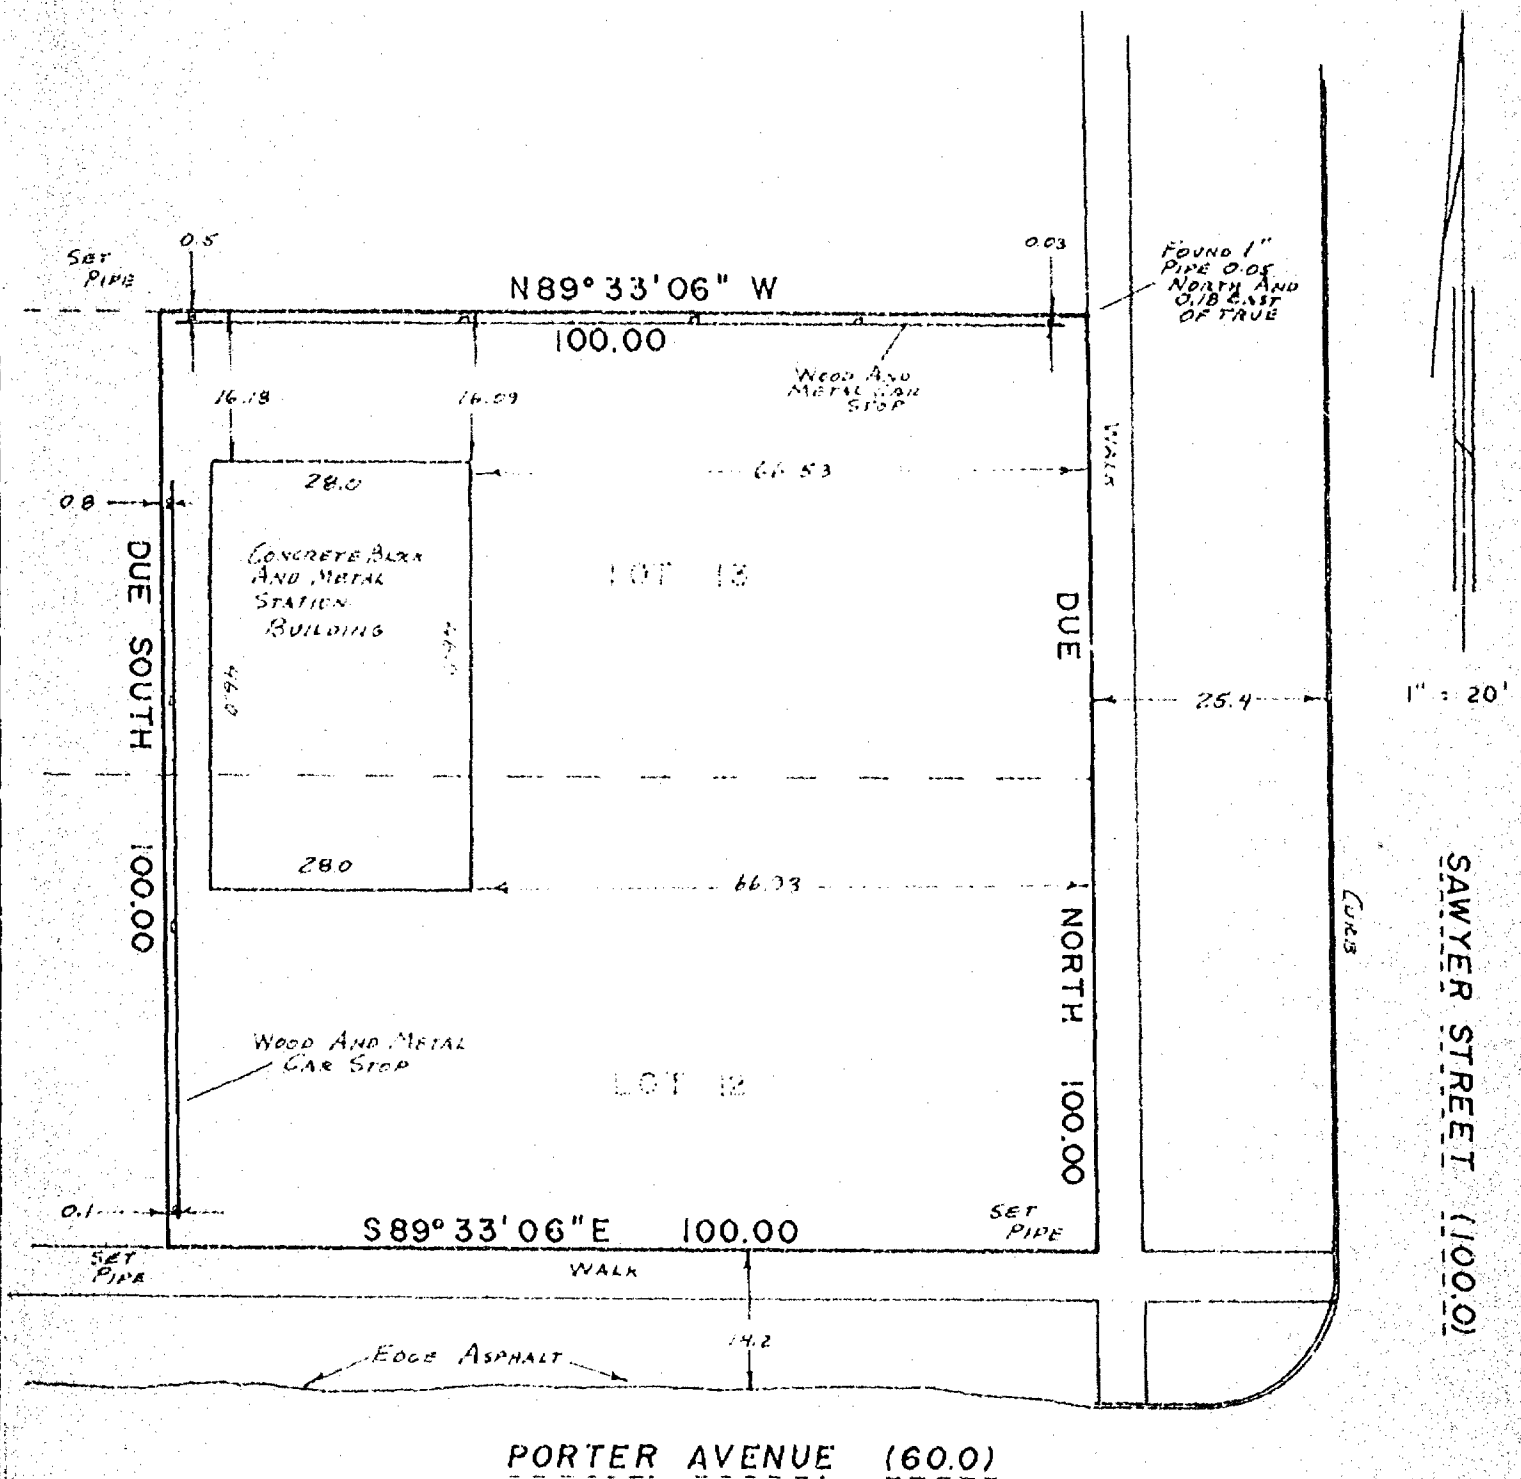 0.5
0.03
SET
PIPE
N89°33'06" W
100.00
FOUND 1"
PIPE 0.05
NORTH AND
0.18 EAST
OF TRUE
WOOD AND
METAL CAR
STOP
16.18
16.09
WALK
66.53
28.0
0.8
CONCRETE BLOCK
AND METAL
STATION
BUILDING
LOT 13
46.0
46.0
DUE SOUTH 100.00
DUE NORTH 100.00
25.4
1" = 20'
28.0
66.93
CURB
SAWYER STREET (100.0)
WOOD AND METAL
CAR STOP
LOT 12
0.1
S89°33'06"E 100.00
SET
PIPE
SET
PIPE
WALK
14.2
EDGE ASPHALT
PORTER AVENUE (60.0)